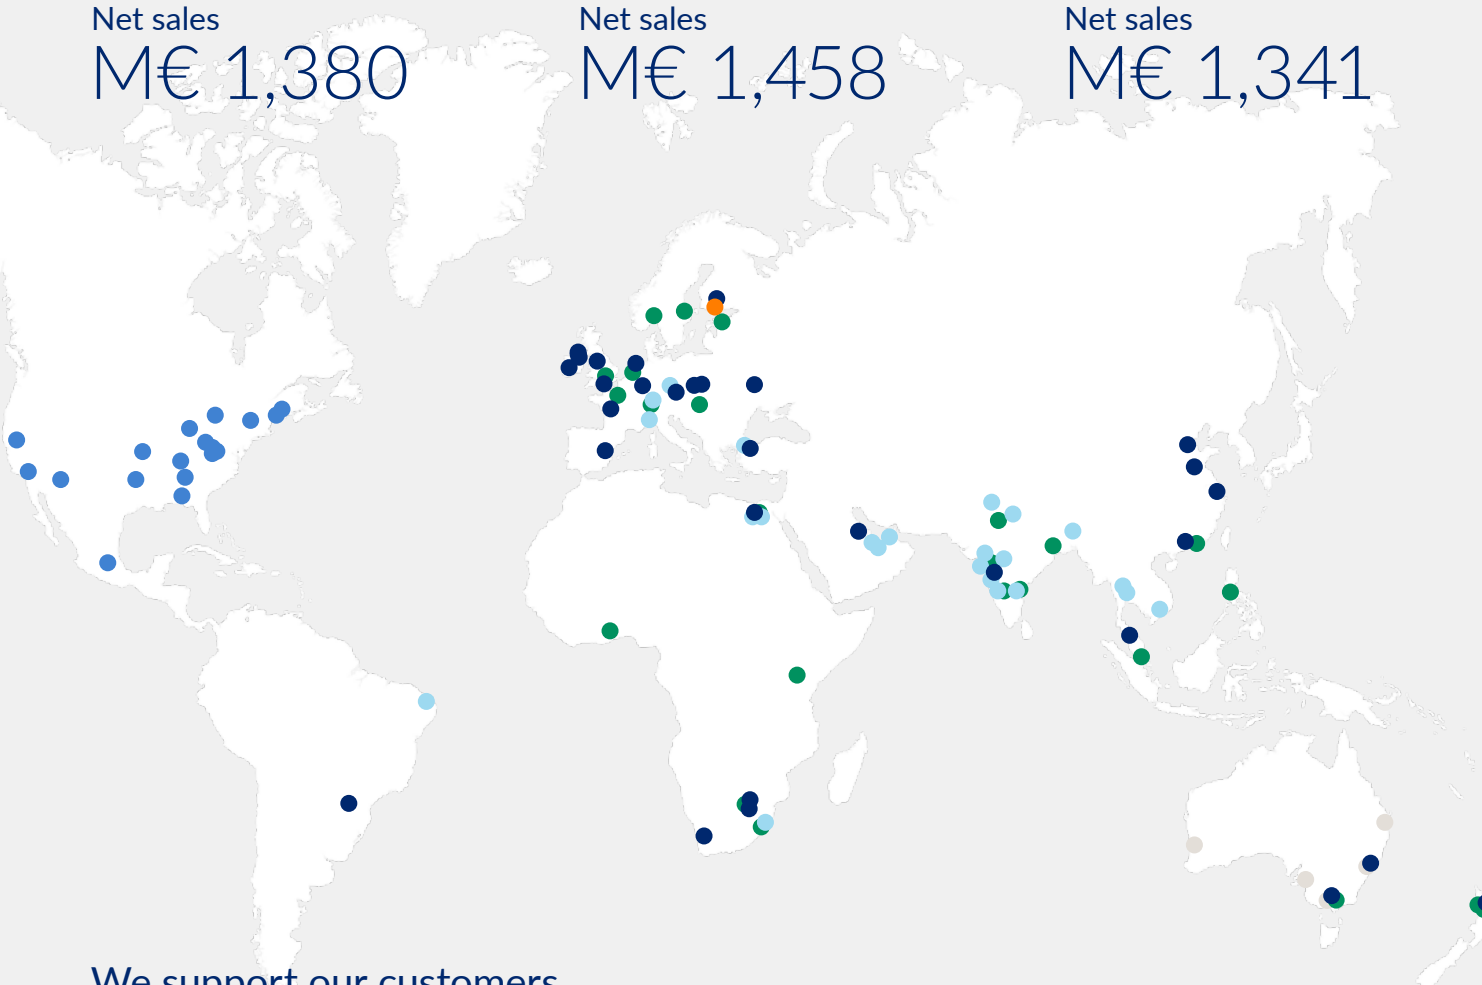 Net sales
M€ 1,380
Net sales
M€ 1,458
Net sales
M€ 1,341
We support our customers